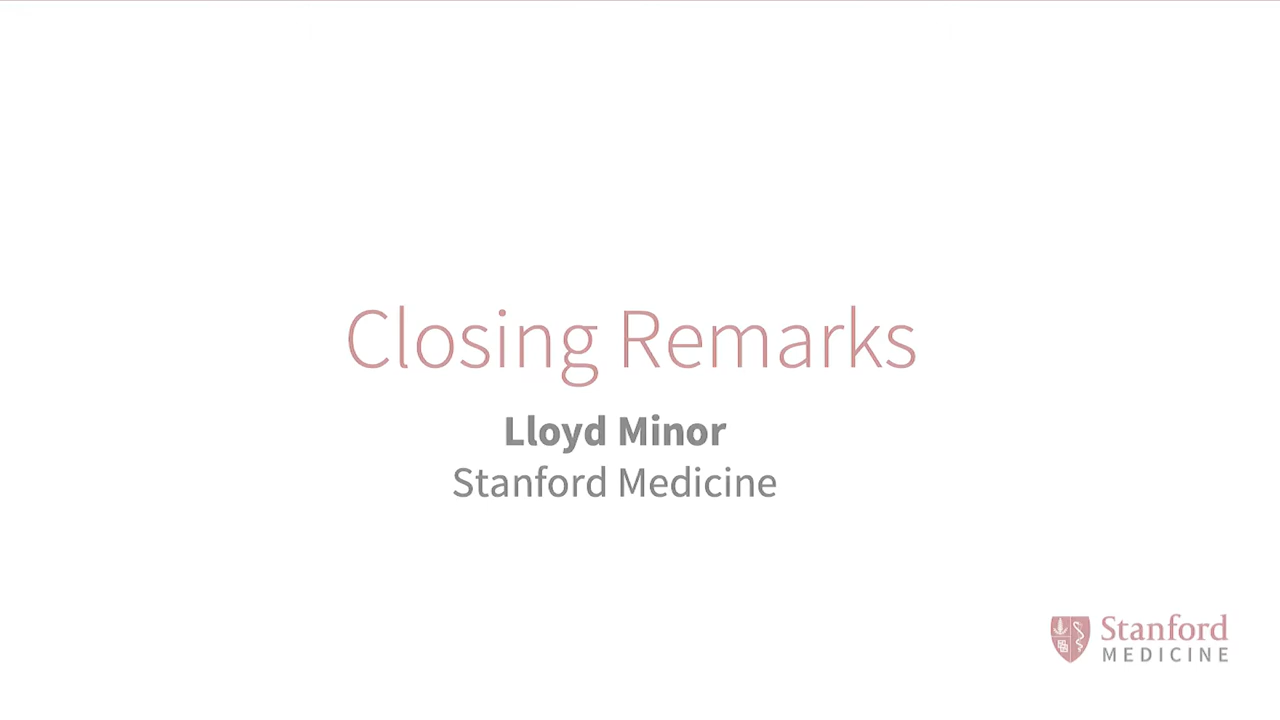 Closing Remarks
Lloyd Minor
Stanford Medicine
Stanford
MEDICINE